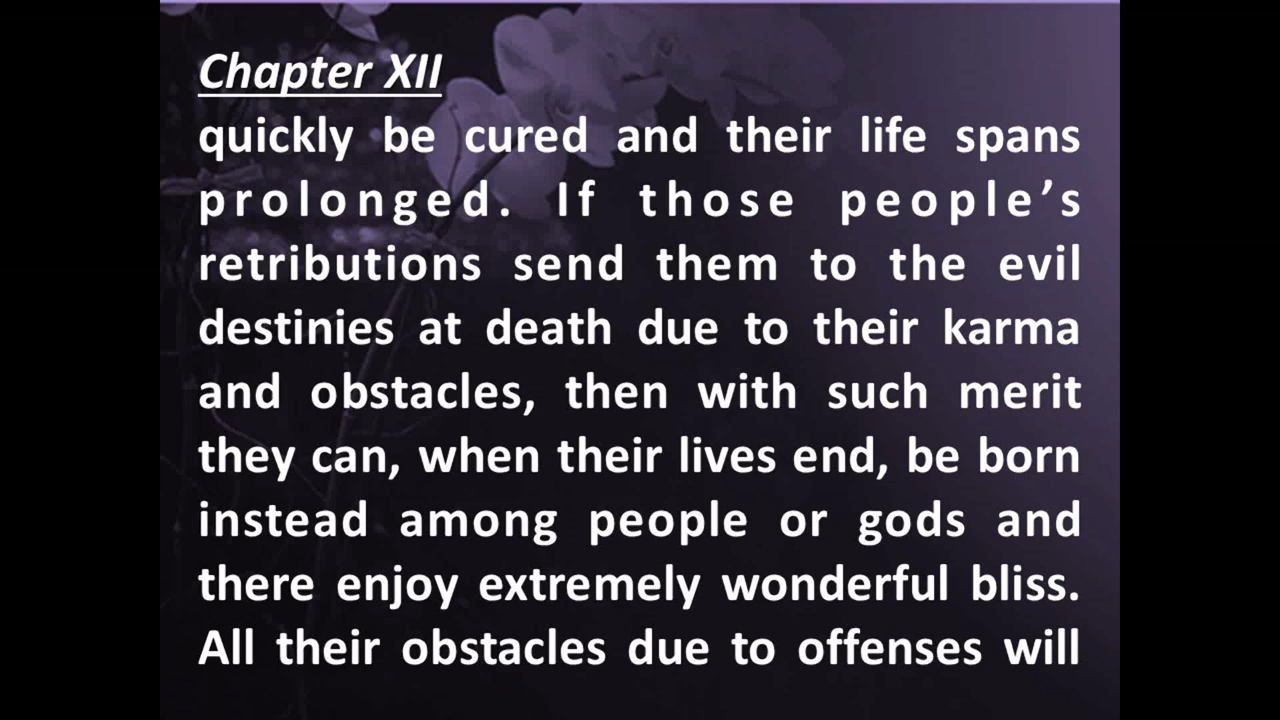 Chapter XII
quickly be cured and their life spans
prolonged. If those people’s
retributions send them to the evil
destinies at death due to their karma
and obstacles, then with such merit
they can, when their lives end, be born
instead among people or gods and
there enjoy extremely wonderful bliss.
All their obstacles due to offenses will